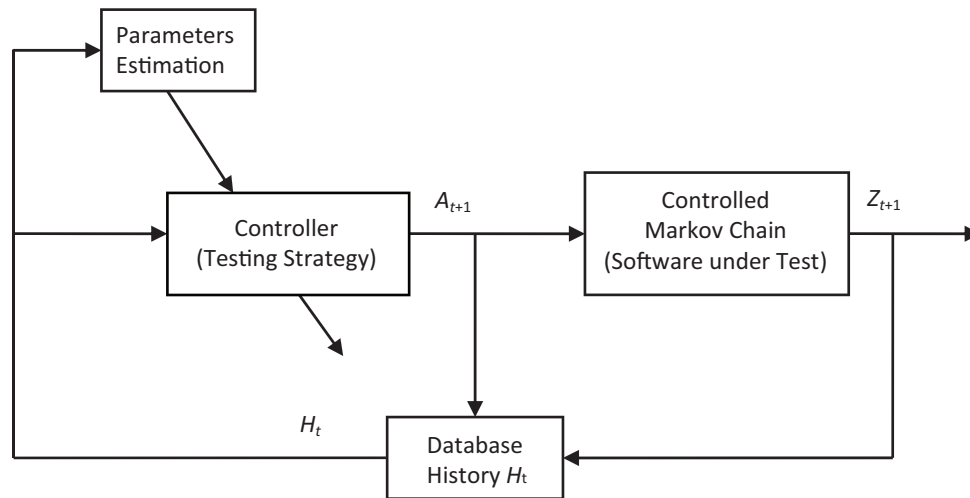 Parameters
Estimation
Controller
(Testing Strategy)
A_{t+1}
Controlled
Markov Chain
(Software under Test)
Z_{t+1}
H_t
Database
History H_t